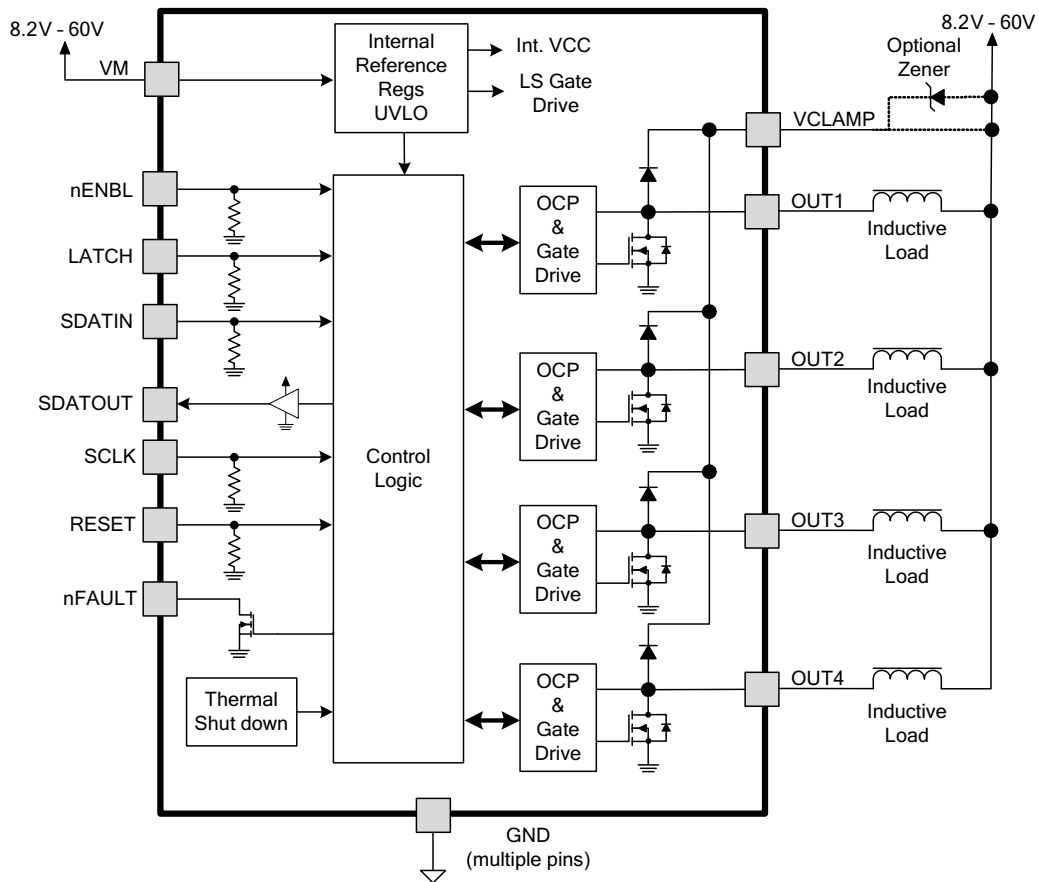 8.2V - 60V
VM
Internal
Reference
Regs
UVLO
Int. VCC
LS Gate
Drive
8.2V - 60V
Optional
Zener
VCLAMP
nENBL
LATCH
SDATIN
SDATOUT
SCLK
RESET
nFAULT
Thermal
Shut down
Control
Logic
OCP
&
Gate
Drive
OUT1
Inductive
Load
OCP
&
Gate
Drive
OUT2
Inductive
Load
OCP
&
Gate
Drive
OUT3
Inductive
Load
OCP
&
Gate
Drive
OUT4
Inductive
Load
GND
(multiple pins)